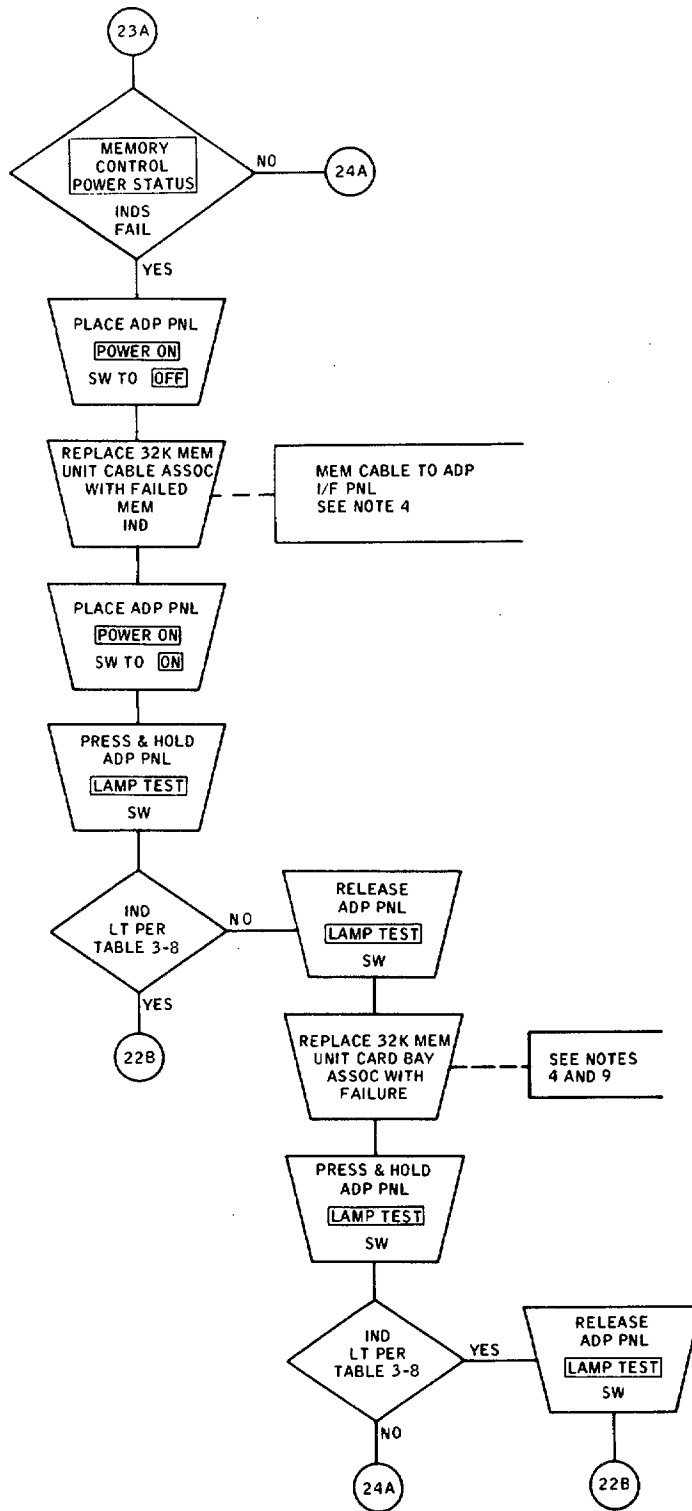 23A
MEMORY
CONTROL
POWER STATUS
INDS
FAIL
NO
24A
YES
PLACE ADP PNL
POWER ON
SW TO OFF
REPLACE 32K MEM
UNIT CABLE ASSOC
WITH FAILED
MEM
IND
MEM CABLE TO ADP
I/F PNL
SEE NOTE 4
PLACE ADP PNL
POWER ON
SW TO ON
PRESS & HOLD
ADP PNL
LAMP TEST
SW
IND
LT PER
TABLE 3-8
NO
YES
22B
RELEASE
ADP PNL
LAMP TEST
SW
REPLACE 32K MEM
UNIT CARD BAY
ASSOC WITH
FAILURE
SEE NOTES
4 AND 9
PRESS & HOLD
ADP PNL
LAMP TEST
SW
IND
LT PER
TABLE 3-8
YES
NO
24A
RELEASE
ADP PNL
LAMP TEST
SW
22B